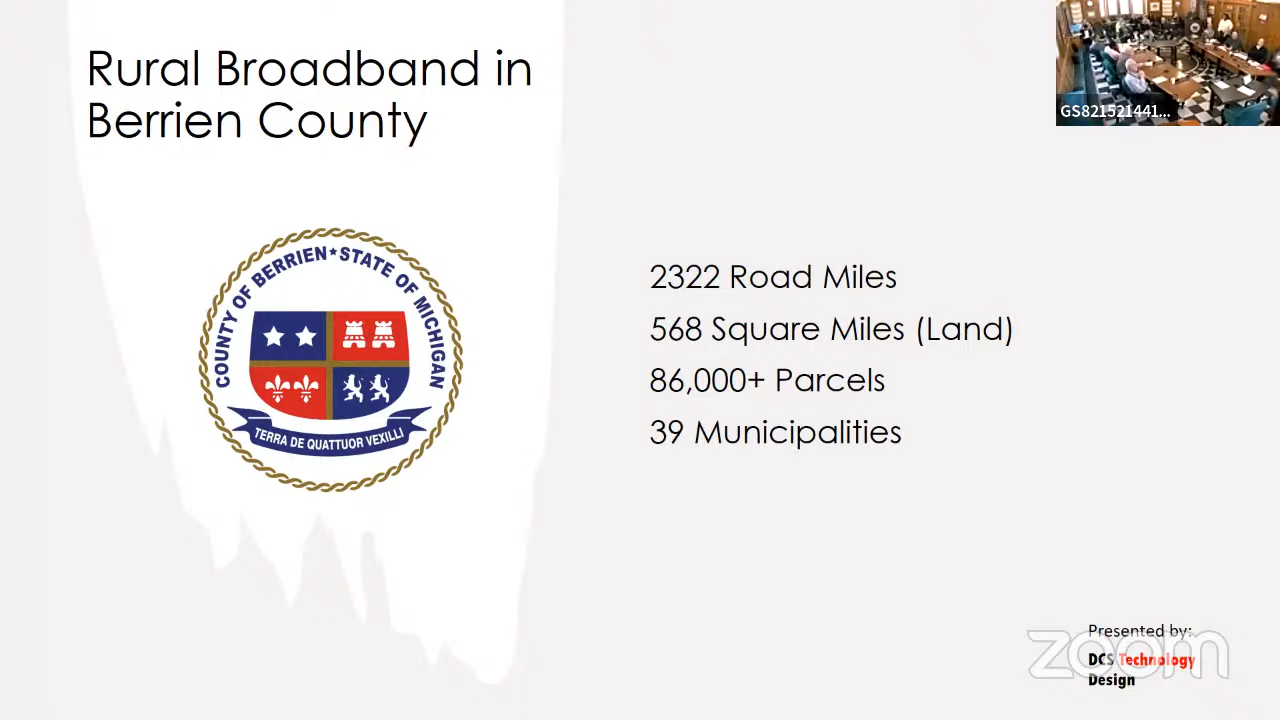 Rural Broadband in
Berrien County
GS821521441...
COUNTY OF BERRIEN★STATE OF MICHIGAN
TERRA DE QUATTUOR VEXILLI
2322 Road Miles
568 Square Miles (Land)
86,000+ Parcels
39 Municipalities
Presented by:
zoom
DCS Technology
Design